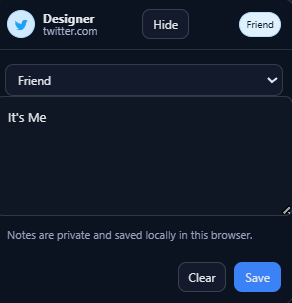 Designer
twitter.com
Hide
Friend
Friend
It's Me
Notes are private and saved locally in this browser.
Clear
Save